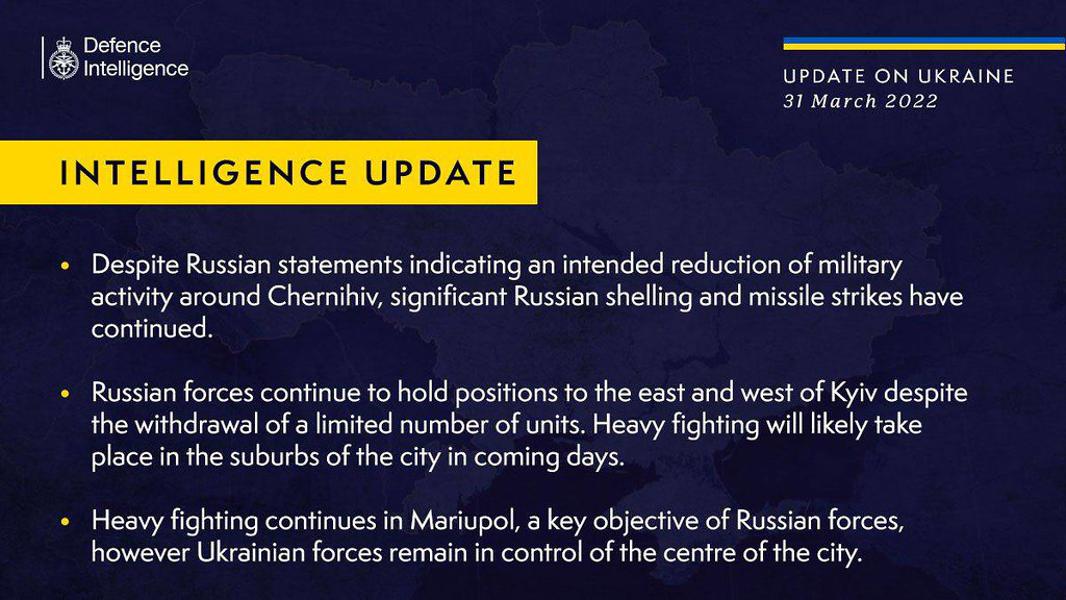 Defence
Intelligence
UPDATE ON UKRAINE
31 March 2022
INTELLIGENCE UPDATE
• Despite Russian statements indicating an intended reduction of military
activity around Chernihiv, significant Russian shelling and missile strikes have
continued.
• Russian forces continue to hold positions to the east and west of Kyiv despite
the withdrawal of a limited number of units. Heavy fighting will likely take
place in the suburbs of the city in coming days.
• Heavy fighting continues in Mariupol, a key objective of Russian forces,
however Ukrainian forces remain in control of the centre of the city.